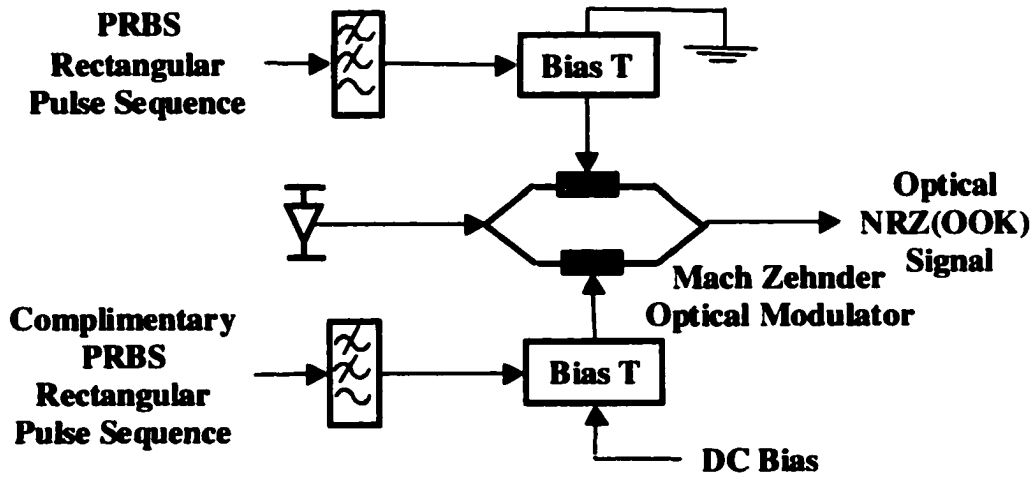 PRBS
Rectangular
Pulse Sequence
Bias T
Optical
NRZ(OOK)
Signal
Mach Zehnder
Optical Modulator
Complimentary
PRBS
Rectangular
Pulse Sequence
Bias T
DC Bias